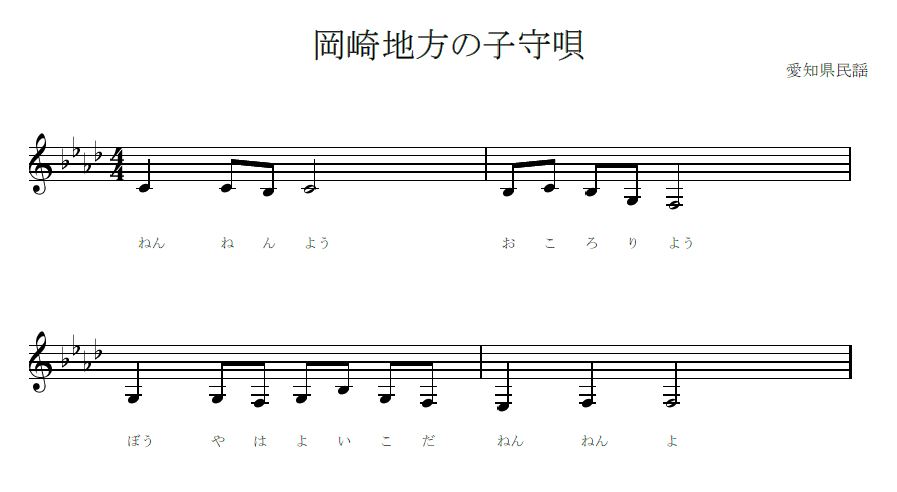 岡崎地方の子守唄
愛知県民謡
4
4
ねん ね ん よう お こ ろ り よう
ぼう や は よ い こ だ ねん ねん よ